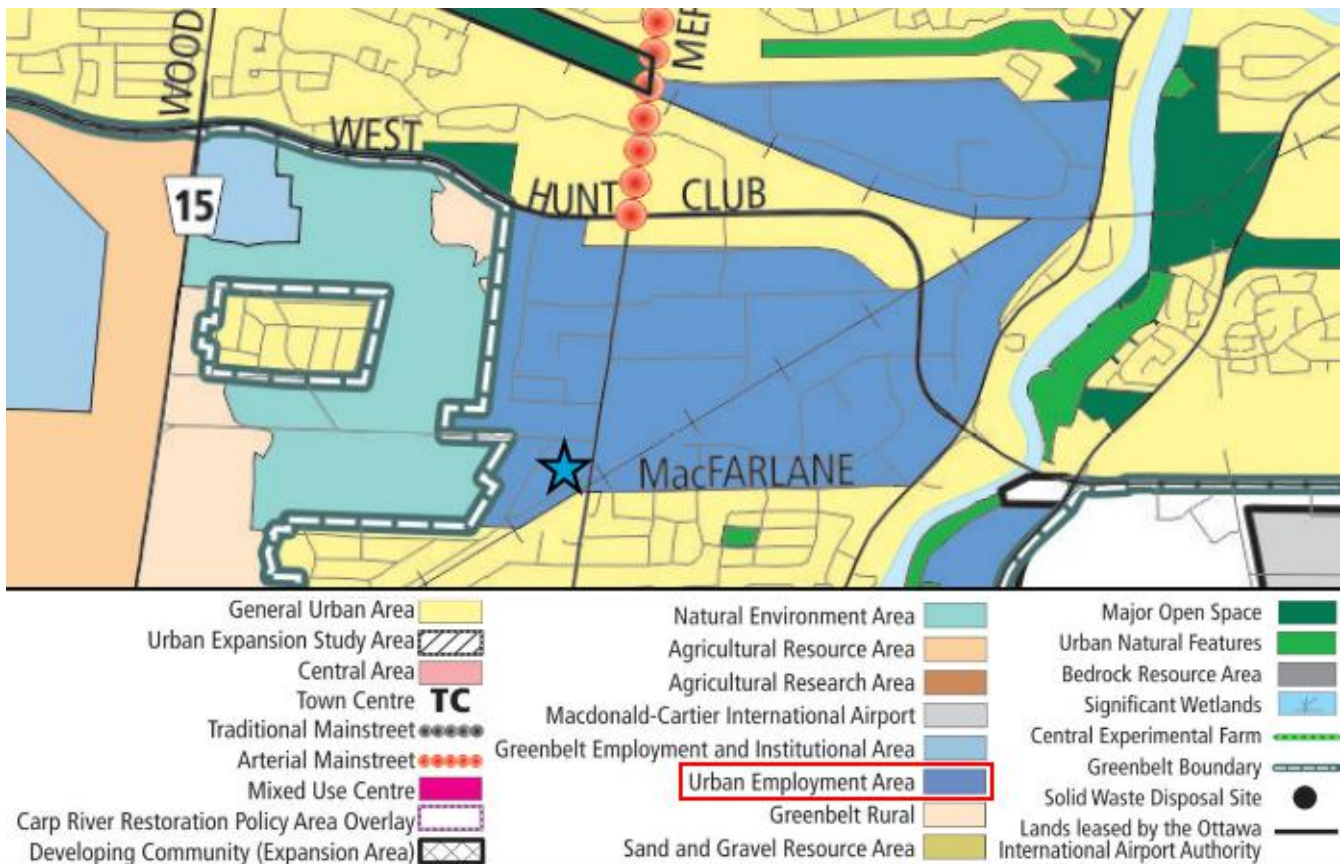 WOOD
MER
WEST
15
HUNT CLUB
MacFARLANE
General Urban Area
Urban Expansion Study Area
Central Area
Town Centre TC
Traditional Mainstreet
Arterial Mainstreet
Mixed Use Centre
Carp River Restoration Policy Area Overlay
Developing Community (Expansion Area)
Natural Environment Area
Agricultural Resource Area
Agricultural Research Area
Macdonald-Cartier International Airport
Greenbelt Employment and Institutional Area
Urban Employment Area
Greenbelt Rural
Sand and Gravel Resource Area
Major Open Space
Urban Natural Features
Bedrock Resource Area
Significant Wetlands
Central Experimental Farm
Greenbelt Boundary
Solid Waste Disposal Site
Lands leased by the Ottawa
International Airport Authority